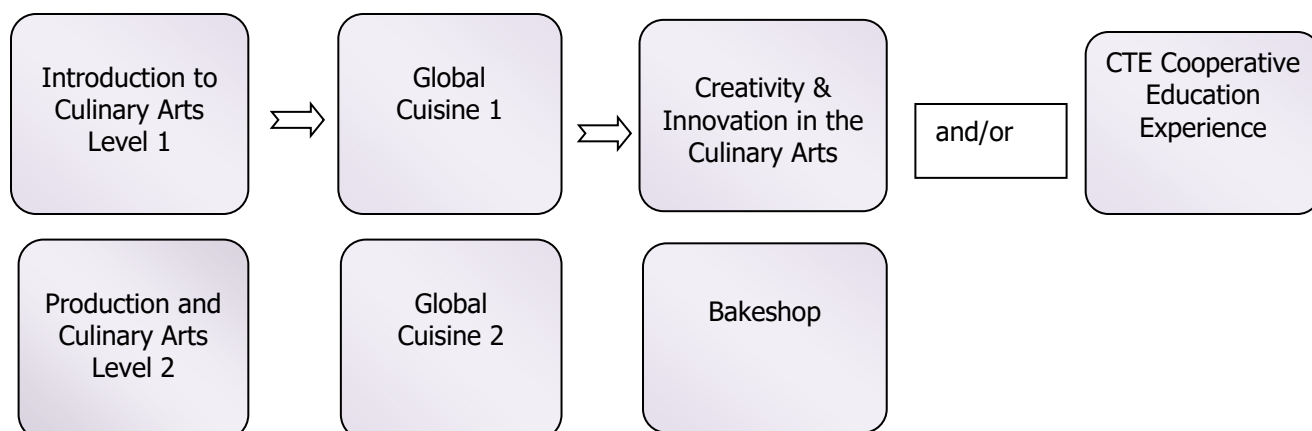 Introduction to
Culinary Arts
Level 1
Global
Cuisine 1
Creativity &
Innovation in the
Culinary Arts
and/or
CTE Cooperative
Education
Experience
Production and
Culinary Arts
Level 2
Global
Cuisine 2
Bakeshop